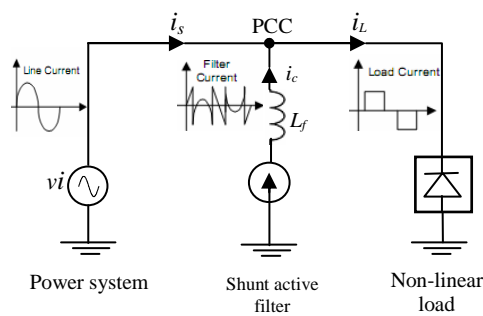 i_s
PCC
i_L
Line Current
Filter
Current
i_c
Load Current
L_f
vi
Power system
Shunt active
filter
Non-linear
load